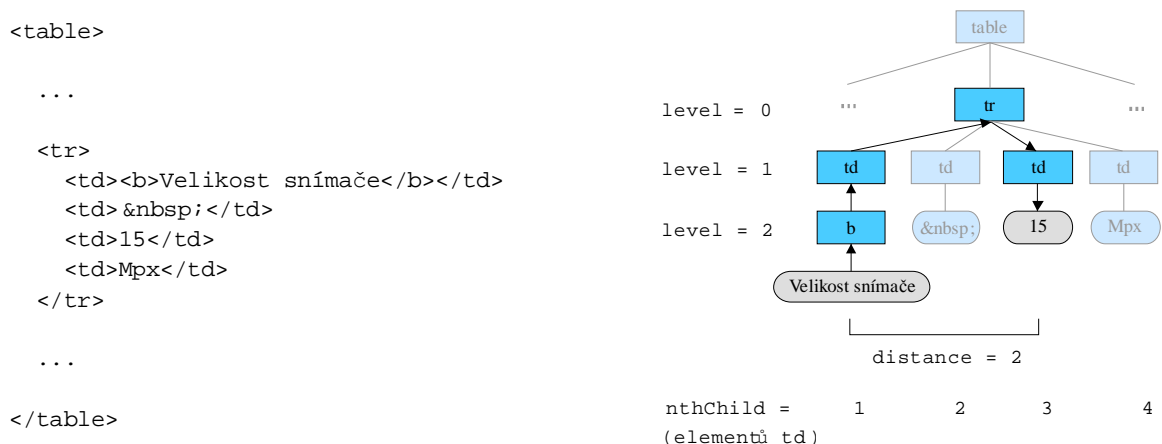 <table>
...
<tr>
<td><b>Velikost snímače</b></td>
<td>&nbsp;</td>
<td>15</td>
<td>Mpx</td>
</tr>
...
</table>
table
level = 0 ... tr ...
level = 1 td td td td
level = 2 b &nbsp; 15 Mpx
Velikost snímače
distance = 2
nthChild = 1 2 3 4
(elementů td)